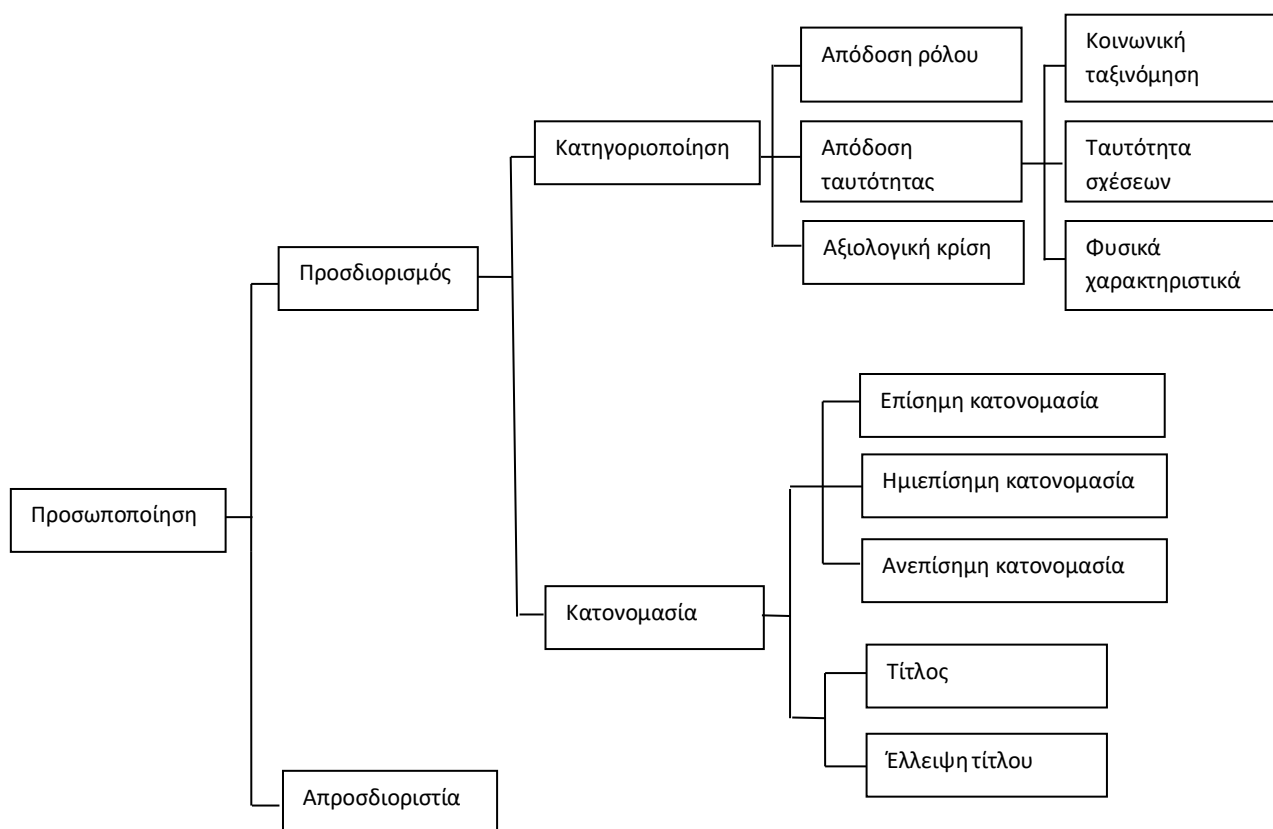 Απόδοση ρόλου
Κοινωνική
ταξινόμηση
Κατηγοριοποίηση
Απόδοση
ταυτότητας
Ταυτότητα
σχέσεων
Αξιολογική κρίση
Φυσικά
χαρακτηριστικά
Προσδιορισμός
Επίσημη κατονομασία
Ημιεπίσημη κατονομασία
Προσωποποίηση
Ανεπίσημη κατονομασία
Κατονομασία
Τίτλος
Έλλειψη τίτλου
Απροσδιοριστία